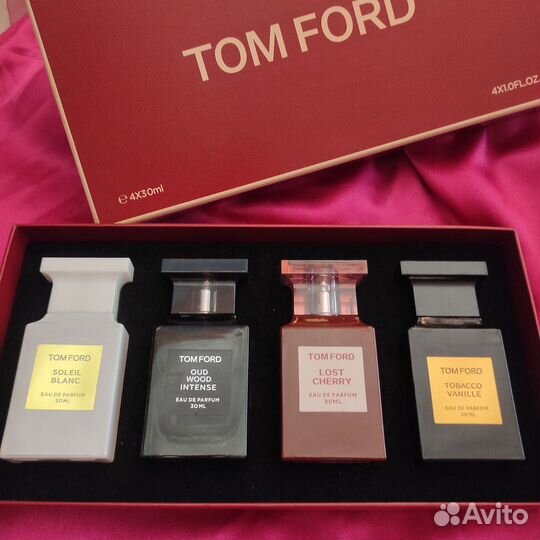 TOM FORD
4X1.0FL.OZ.
℮ 4X30ml
TOM FORD
SOLEIL
BLANC
EAU DE PARFUM
30ML
TOM FORD
OUD
WOOD
INTENSE
EAU DE PARFUM
30 ML
TOM FORD
LOST
CHERRY
EAU DE PARFUM
30ML
TOM FORD
TOBACCO
VANILLE
EAU DE PARFUM
30 ML
Avito